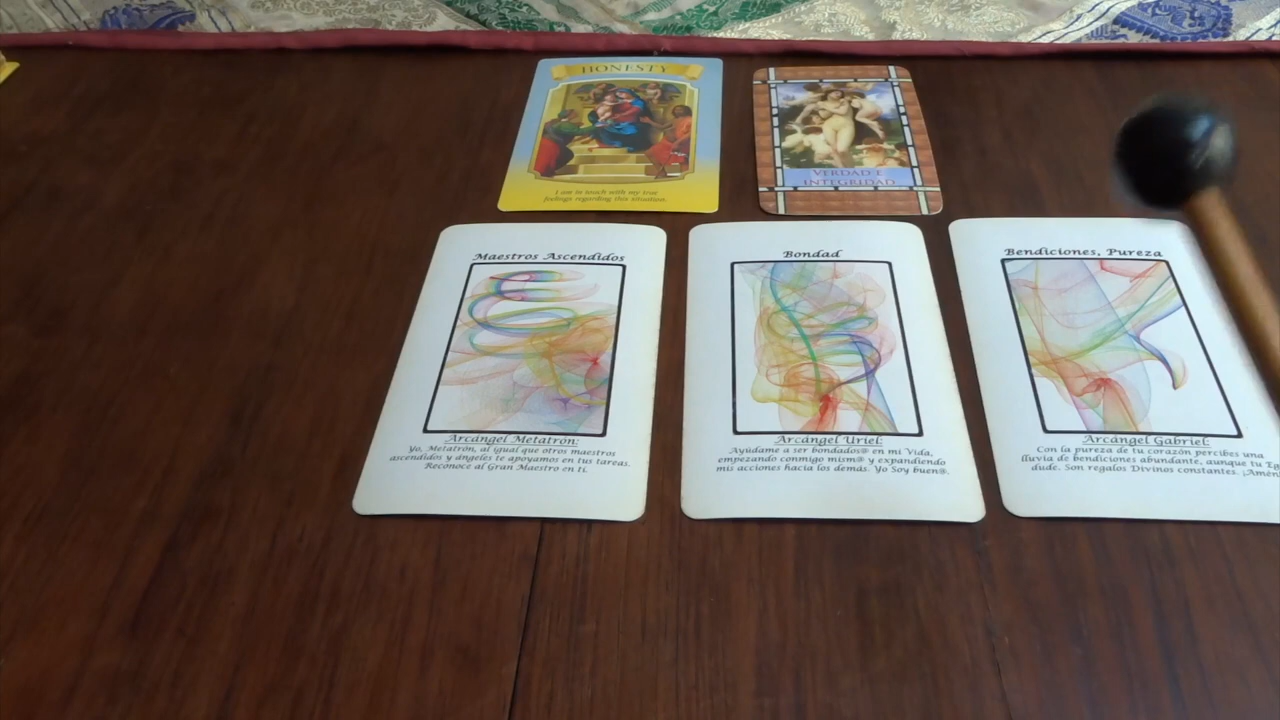 HONESTY
I am in touch with my true
feelings regarding this situation.
VERDAD E
INTEGRIDAD
Maestros Ascendidos
Arcángel Metatrón:
Yo, Metatrón, al igual que otros maestros
ascendidos y ángeles te apoyamos en tus tareas.
Reconoce al Gran Maestro en ti.
Bondad
Arcángel Uriel:
Ayúdame a ser bondados@ en mi Vida,
empezando conmigo mism@ y expandiendo
mis acciones hacia los demás. Yo Soy buen@.
Bendiciones, Pureza
Arcángel Gabriel:
Con la pureza de tu corazón percibes una
lluvia de bendiciones abundante, aunque tu
dude. Son regalos Divinos constantes.